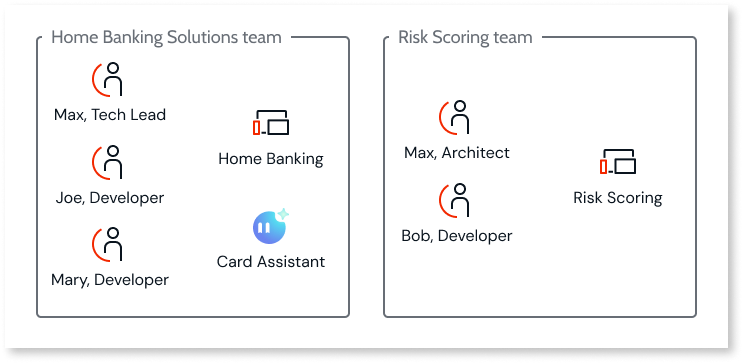 Home Banking Solutions team
Max, Tech Lead
Joe, Developer
Mary, Developer
Home Banking
Card Assistant
Risk Scoring team
Max, Architect
Bob, Developer
Risk Scoring